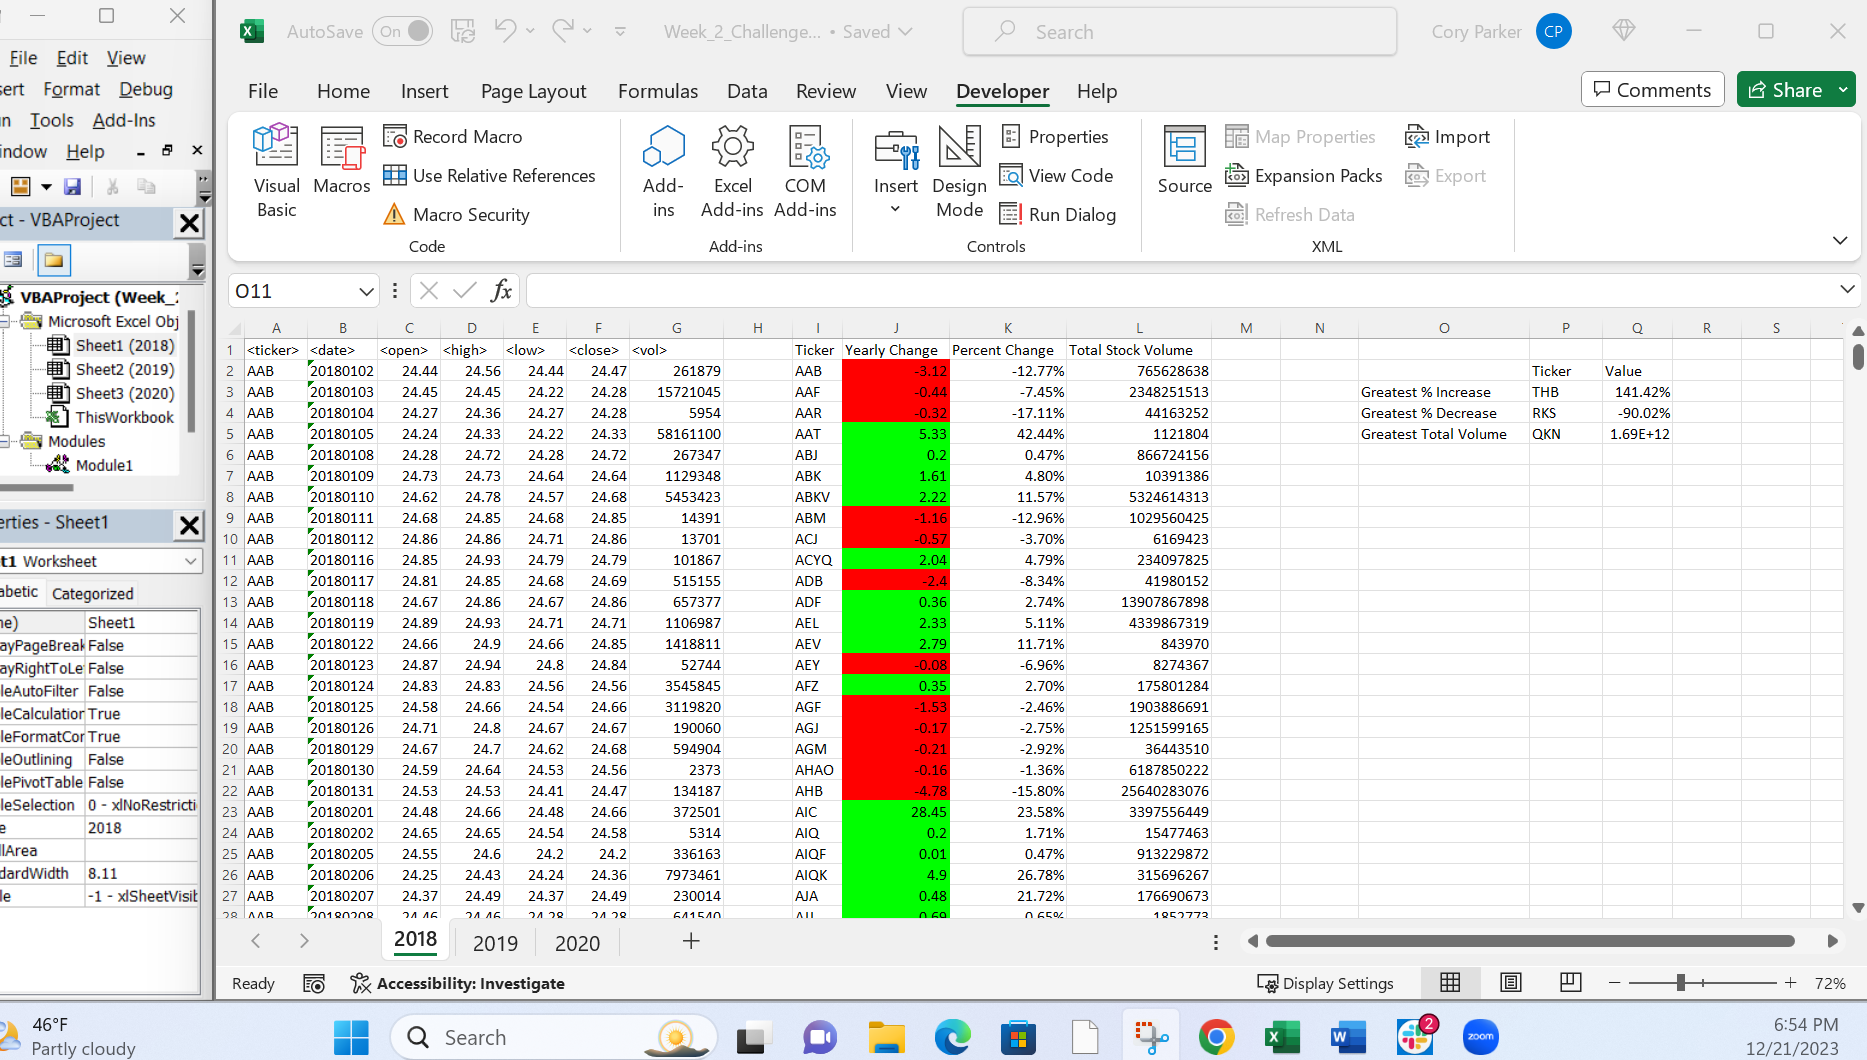 AutoSave On Week_2_Challenge... • Saved Search Cory Parker CP
File Edit View
Format Debug
Tools Add-Ins
Help
File Home Insert Page Layout Formulas Data Review View Developer Help Comments Share
Visual Basic
Macros
Record Macro
Use Relative References
Macro Security
Code
Add-ins
Excel Add-ins
COM Add-ins
Add-ins
Insert
Design Mode
Properties
View Code
Run Dialog
Controls
Source
Map Properties
Expansion Packs
Refresh Data
Import
Export
XML
ct - VBAProject
VBAProject (Week_2
Microsoft Excel Obj
Sheet1 (2018)
Sheet2 (2019)
Sheet3 (2020)
ThisWorkbook
Modules
Module1
erties - Sheet1
t1 Worksheet
abetic Categorized
e) Sheet1
ayPageBreak False
ayRightToLe False
leAutoFilter False
leCalculation True
leFormatCor True
leOutlining False
lePivotTable False
leSelection 0 - xlNoRestricti
e 2018
llArea
dardWidth 8.11
le -1 - xlSheetVisib
O11 fx
A B C D E F G H I J K L M N O P Q R S
1 <ticker> <date> <open> <high> <low> <close> <vol> Ticker Yearly Change Percent Change Total Stock Volume
2 AAB 20180102 24.44 24.56 24.44 24.47 261879 AAB -3.12 -12.77% 765628638 Ticker Value
3 AAB 20180103 24.45 24.45 24.22 24.28 15721045 AAF -0.44 -7.45% 2348251513 Greatest % Increase THB 141.42%
4 AAB 20180104 24.27 24.36 24.27 24.28 5954 AAR -0.32 -17.11% 44163252 Greatest % Decrease RKS -90.02%
5 AAB 20180105 24.24 24.33 24.22 24.33 58161100 AAT 5.33 42.44% 1121804 Greatest Total Volume QKN 1.69E+12
6 AAB 20180108 24.28 24.72 24.28 24.72 267347 ABJ 0.2 0.47% 866724156
7 AAB 20180109 24.73 24.73 24.64 24.64 1129348 ABK 1.61 4.80% 10391386
8 AAB 20180110 24.62 24.78 24.57 24.68 5453423 ABKV 2.22 11.57% 5324614313
9 AAB 20180111 24.68 24.85 24.68 24.85 14391 ABM -1.16 -12.96% 1029560425
10 AAB 20180112 24.86 24.86 24.71 24.86 13701 ACJ -0.57 -3.70% 6169423
11 AAB 20180116 24.85 24.93 24.79 24.79 101867 ACYQ 2.04 4.79% 234097825
12 AAB 20180117 24.81 24.85 24.68 24.69 515155 ADB -2.4 -8.34% 41980152
13 AAB 20180118 24.67 24.86 24.67 24.86 657377 ADF 0.36 2.74% 13907867898
14 AAB 20180119 24.89 24.93 24.71 24.71 1106987 AEL 2.33 5.11% 4339867319
15 AAB 20180122 24.66 24.9 24.66 24.85 1418811 AEV 2.79 11.71% 843970
16 AAB 20180123 24.87 24.94 24.8 24.84 52744 AEY -0.08 -6.96% 8274367
17 AAB 20180124 24.83 24.83 24.56 24.56 3545845 AFZ 0.35 2.70% 175801284
18 AAB 20180125 24.58 24.66 24.54 24.66 3119820 AGF -1.53 -2.46% 1903886691
19 AAB 20180126 24.71 24.8 24.67 24.67 190060 AGJ -0.17 -2.75% 1251599165
20 AAB 20180129 24.67 24.7 24.62 24.68 594904 AGM -0.21 -2.92% 36443510
21 AAB 20180130 24.59 24.64 24.53 24.56 2373 AHAO -0.16 -1.36% 6187850222
22 AAB 20180131 24.53 24.53 24.41 24.47 134187 AHB -4.78 -15.80% 25640283076
23 AAB 20180201 24.48 24.66 24.48 24.66 372501 AIC 28.45 23.58% 3397556449
24 AAB 20180202 24.65 24.65 24.54 24.58 5314 AIQ 0.2 1.71% 15477463
25 AAB 20180205 24.55 24.6 24.2 24.2 336163 AIQF 0.01 0.47% 913229872
26 AAB 20180206 24.25 24.43 24.24 24.36 7973461 AIQK 4.9 26.78% 315696267
27 AAB 20180207 24.37 24.49 24.37 24.49 230014 AJA 0.48 21.72% 176690673
28 AAB 20180208 24.46 24.46 24.28 24.28 641540 0.69 0.65% 1852773
2018 2019 2020
Ready Accessibility: Investigate Display Settings 72%
46°F
Partly cloudy
Search
2
zoom
6:54 PM
12/21/2023